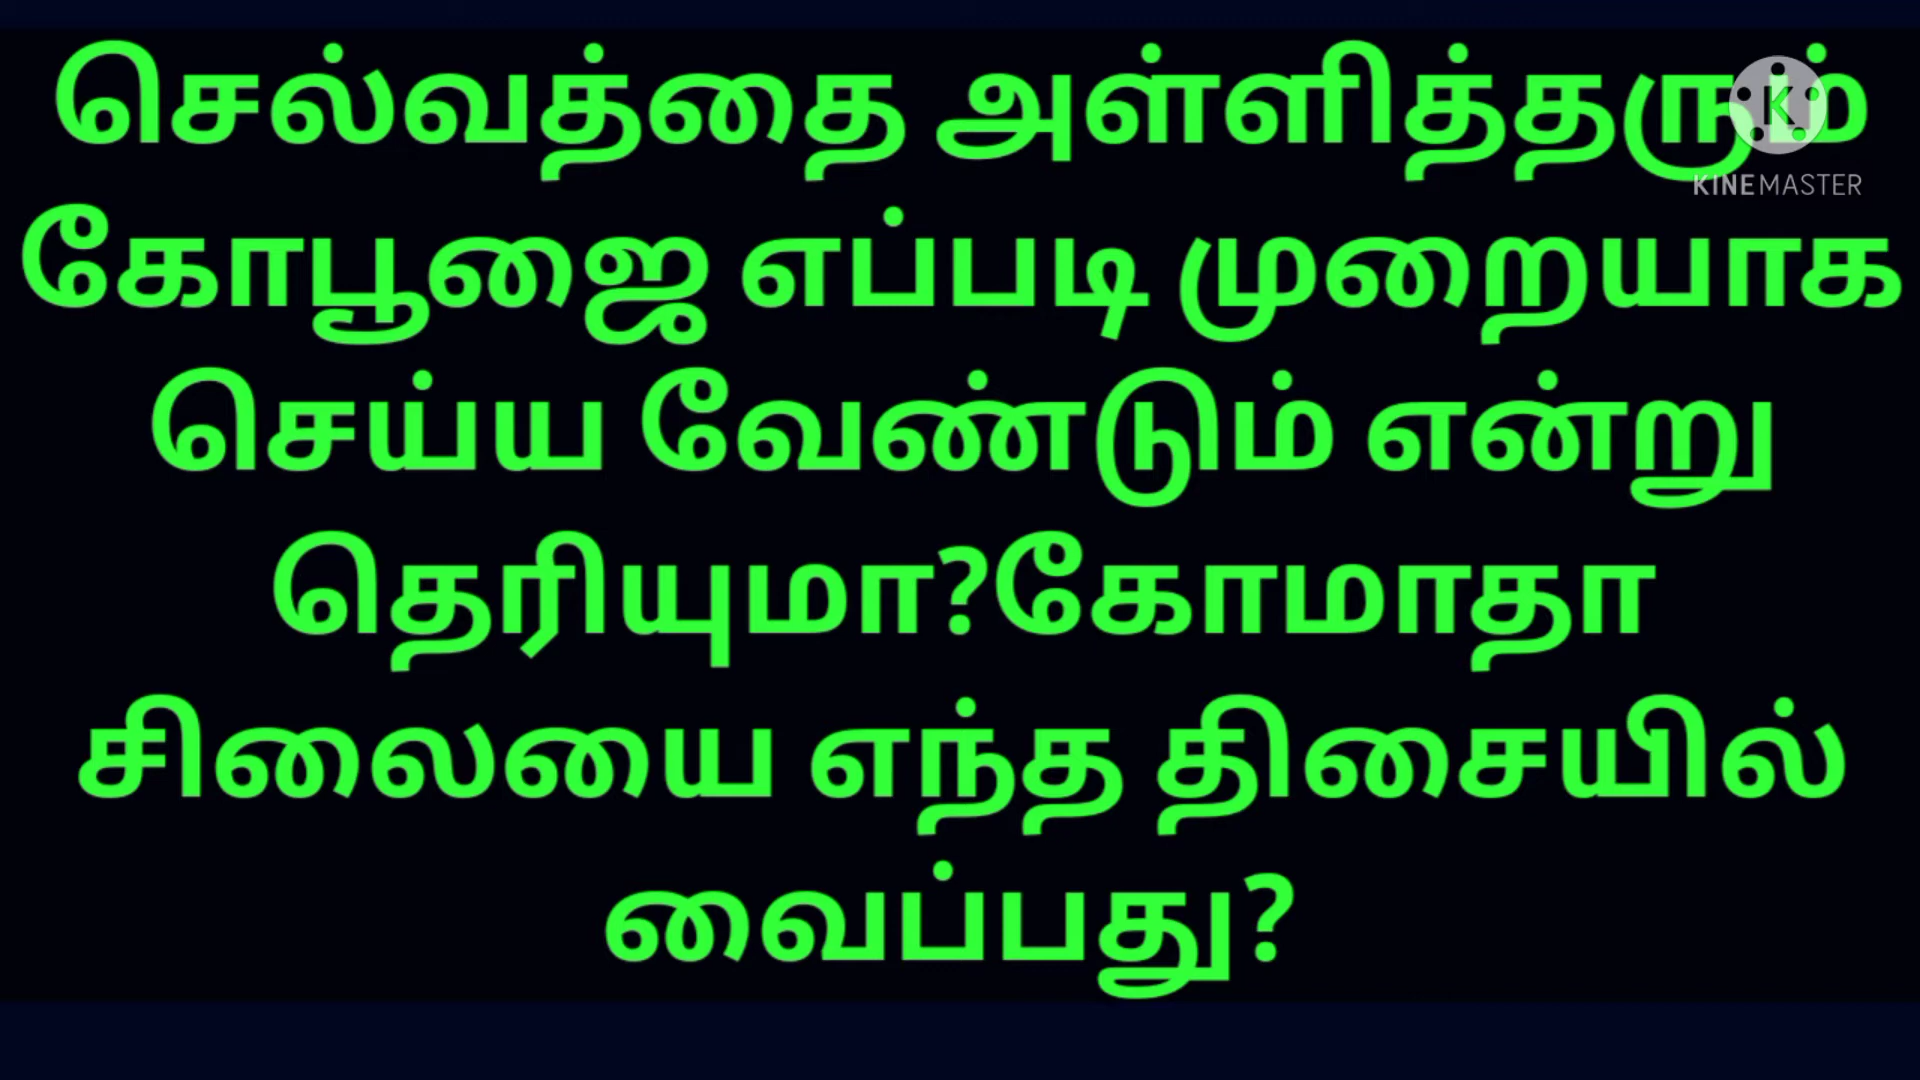 செல்வத்தை அள்ளித்தரும்
கோபூஜை எப்படி முறையாக
செய்ய வேண்டும் என்று
தெரியுமா?கோமாதா
சிலையை எந்த திசையில்
வைப்பது?
K
KINEMASTER